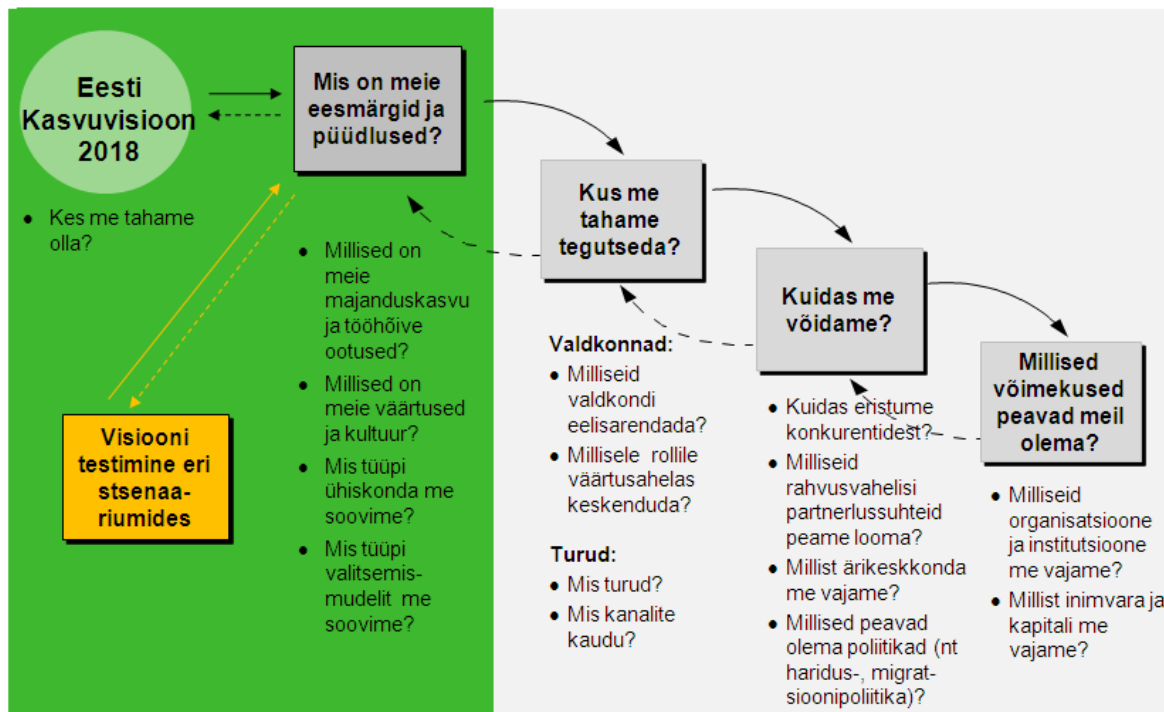 Eesti
Kasvuvisioon
2018
• Kes me tahame
olla?
Visiooni
testimine eri
stsenaa-
riumides
Mis on meie
eesmärgid ja
püüdlused?
• Millised on
meie
majanduskasvu
ja tööhõive
ootused?
• Millised on
meie väärtused
ja kultuur?
• Mis tüüpi
ühiskonda me
soovime?
• Mis tüüpi
valitsemis-
mudelit me
soovime?
Kus me
tahame
tegutseda?
Valdkonnad:
• Milliseid
valdkondi
eelisarendada?
• Millisele rollile
väärtusahelas
keskenduda?
Turud:
• Mis turud?
• Mis kanalite
kaudu?
Kuidas me
võidame?
• Kuidas eristume
konkurentidest?
• Milliseid
rahvusvahelisi
partnerlussuhteid
peame looma?
• Millist ärikeskkonda
me vajame?
• Millised peavad
olema poliitikad (nt
haridus-, migrat-
sioonipoliitika)?
Millised
võimekused
peavad meil
olema?
• Milliseid
organisatsioone
ja institutsioone
me vajame?
• Millist inimvara ja
kapitali me
vajame?